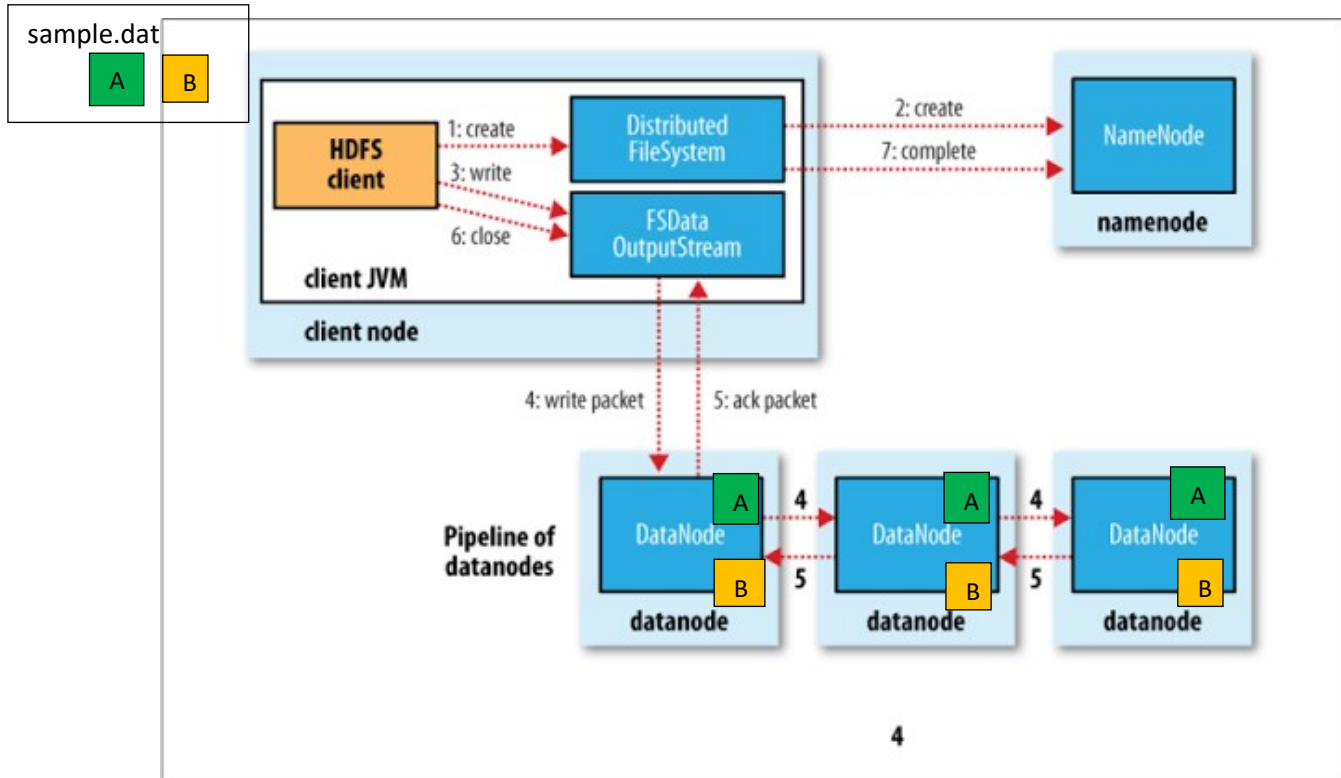 sample.dat
A B
1: create
HDFS
client
3: write
6: close
client JVM
client node
Distributed
FileSystem
FSData
OutputStream
2: create
7: complete
NameNode
namenode
4: write packet
5: ack packet
Pipeline of
datanodes
A
DataNode
B
datanode
4
5
A
DataNode
B
datanode
4
5
A
DataNode
B
datanode
4